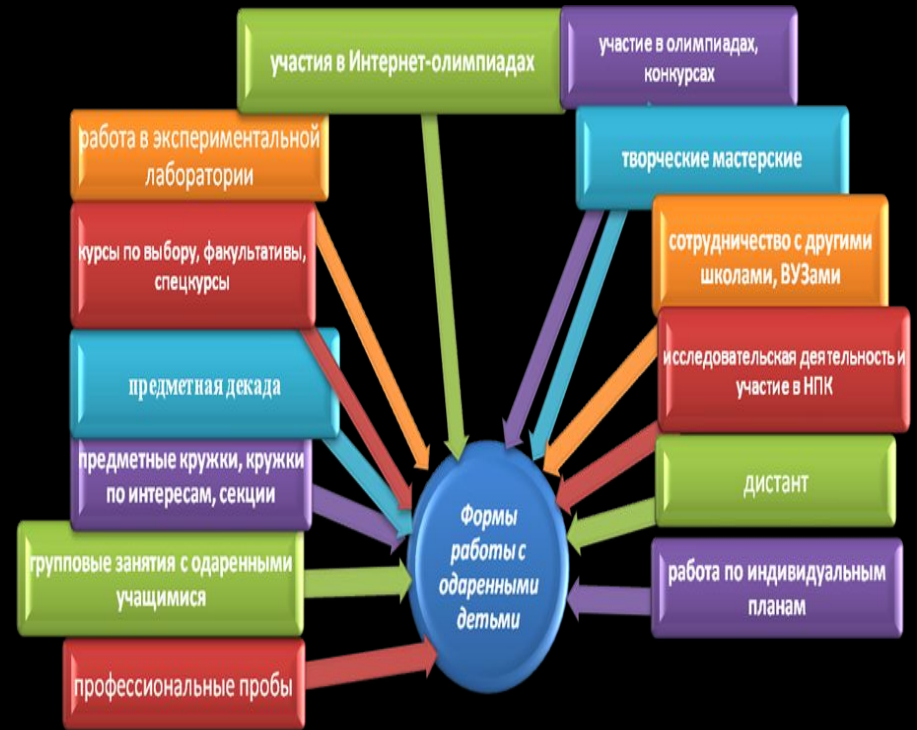 участия в Интернет-олимпиадах
участие в олимпиадах,
конкурсах
работа в экспериментальной
лаборатории
творческие мастерские
курсы по выбору, факультативы,
спецкурсы
сотрудничество с другими
школами, ВУЗами
предметная декада
исследовательская деятельность и
участие в НПК
предметные кружки, кружки
по интересам, секции
дистант
групповые занятия с одаренными
учащимися
работа по индивидуальным
планам
профессиональные пробы
Формы
работы с
одаренными
детьми